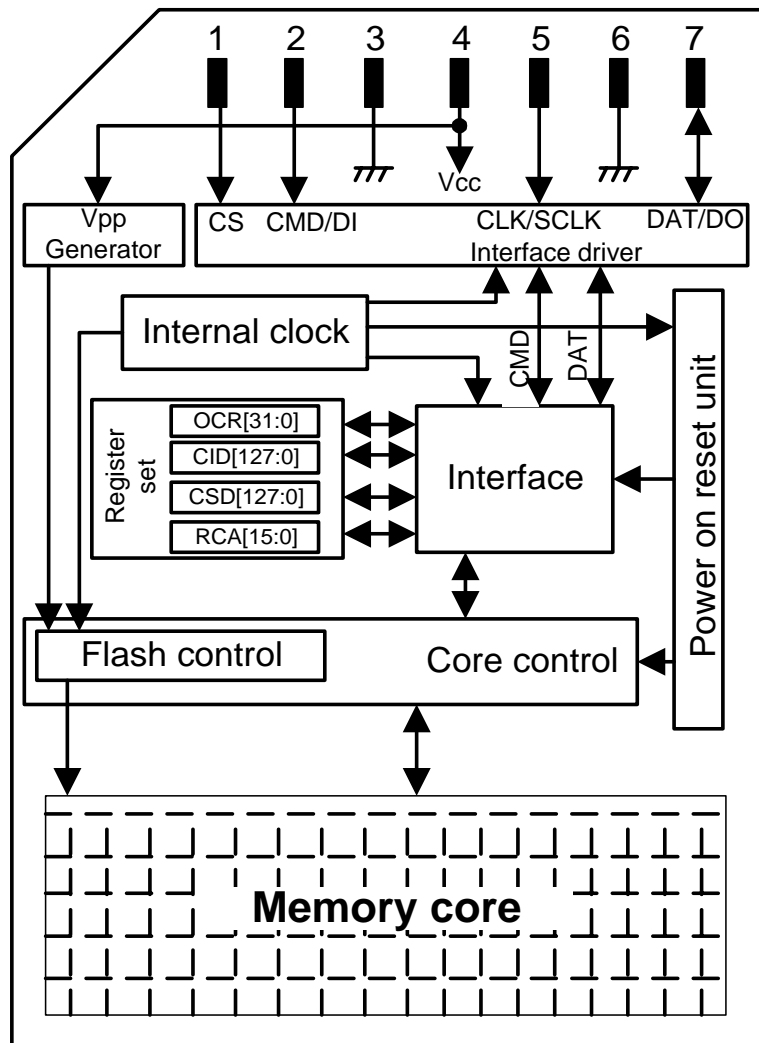 1 2 3 4 5 6 7
Vcc
Vpp
Generator
CS CMD/DI CLK/SCLK DAT/DO
Interface driver
Internal clock
CMD
DAT
Power on reset unit
Register
set
OCR[31:0]
CID[127:0]
CSD[127:0]
RCA[15:0]
Interface
Flash control
Core control
Memory core